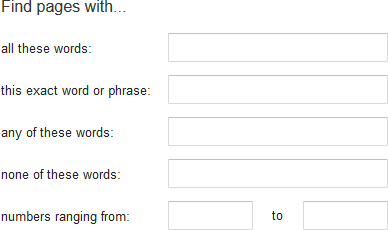 Find pages with...
all these words:
this exact word or phrase:
any of these words:
none of these words:
numbers ranging from: to